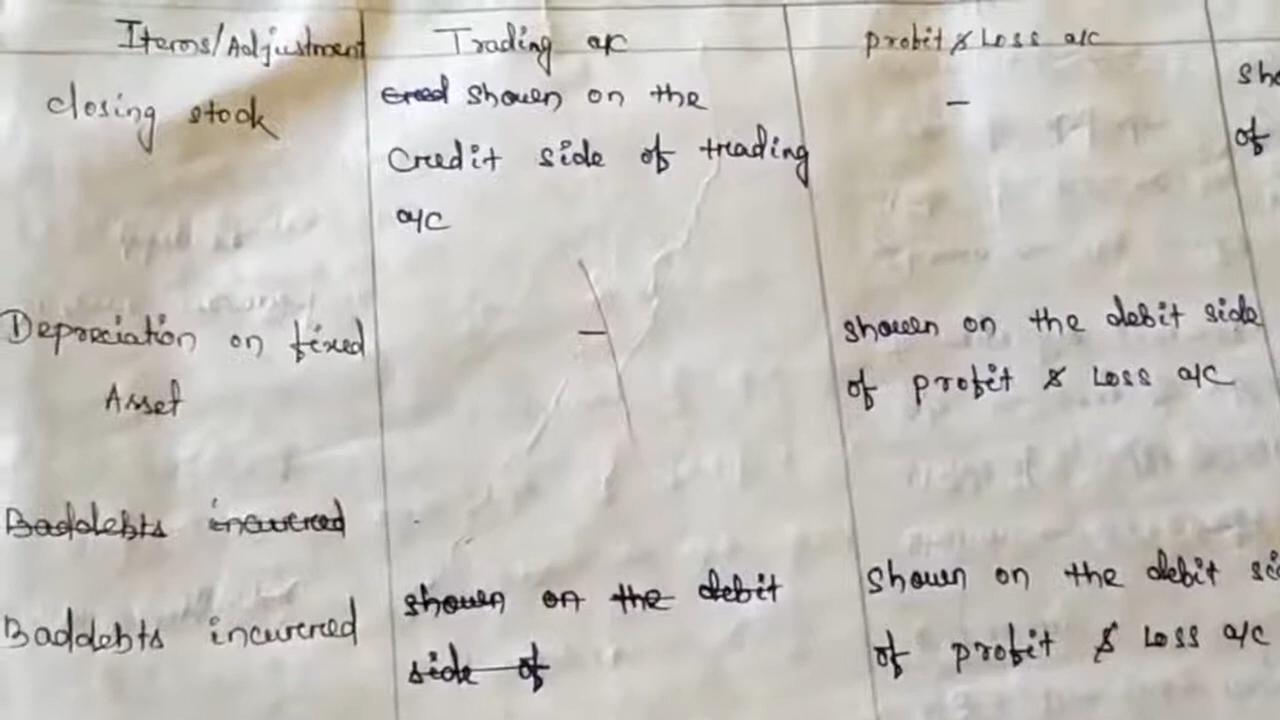 Items/Adjustment Trading a/c Profit & Loss a/c
closing stock cred shown on the — sho
Credit side of trading of
a/c
Depreciation on fixed — shown on the debit side
Asset of profit & Loss a/c
Baddebts incurred
Baddebts incurred shown on the debit shown on the debit si
side of of profit & Loss a/c